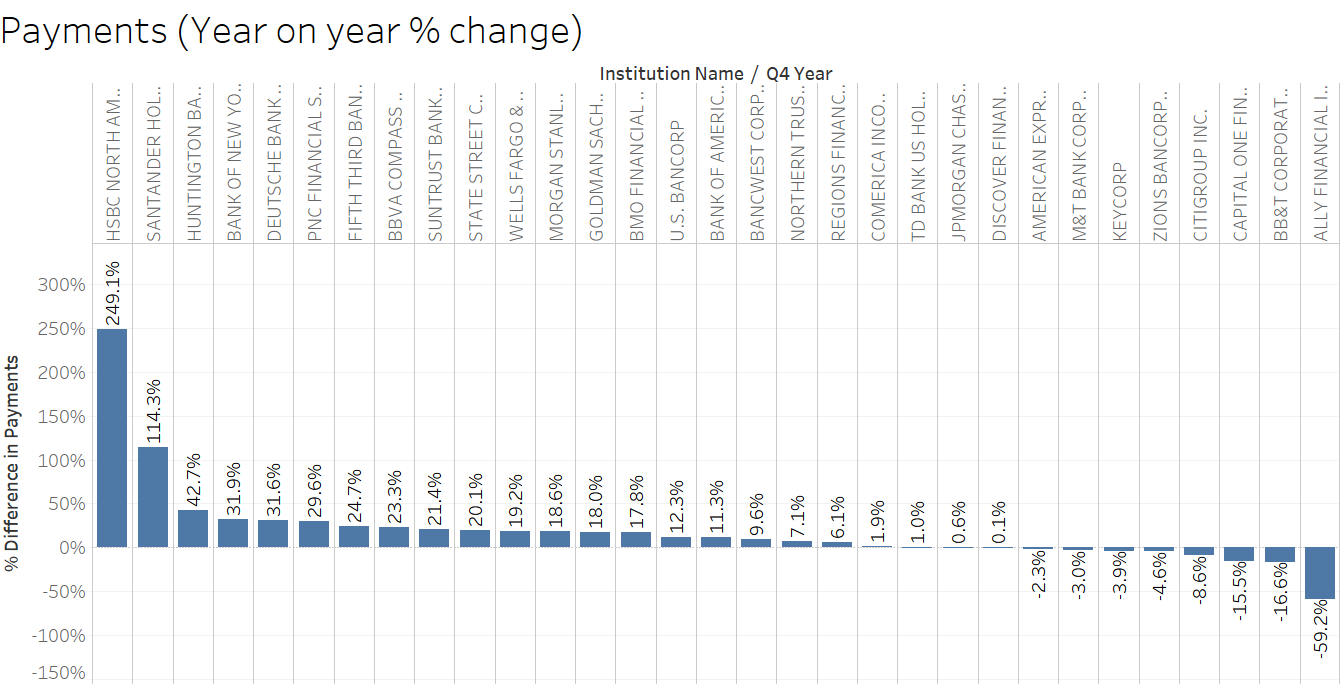 Payments (Year on year % change)
Institution Name / Q4 Year
HSBC NORTH AM..
SANTANDER HOL..
HUNTINGTON BA..
BANK OF NEW YO..
DEUTSCHE BANK ..
PNC FINANCIAL S..
FIFTH THIRD BAN..
BBVA COMPASS ..
SUNTRUST BANK..
STATE STREET C..
WELLS FARGO & ..
MORGAN STANL..
GOLDMAN SACH..
BMO FINANCIAL ..
U.S. BANCORP
BANK OF AMERIC..
BANCWEST CORP..
NORTHERN TRUS..
REGIONS FINANC..
COMERICA INCO..
TD BANK US HOL..
JPMORGAN CHAS..
DISCOVER FINAN..
AMERICAN EXPR..
M&T BANK CORP..
KEYCORP
ZIONS BANCORP..
CITIGROUP INC.
CAPITAL ONE FIN..
BB&T CORPORAT..
ALLY FINANCIAL I..
% Difference in Payments
300%
250%
200%
150%
100%
50%
0%
-50%
-100%
-150%
249.1%
114.3%
42.7%
31.9%
31.6%
29.6%
24.7%
23.3%
21.4%
20.1%
19.2%
18.6%
18.0%
17.8%
12.3%
11.3%
9.6%
7.1%
6.1%
1.9%
1.0%
0.6%
0.1%
-2.3%
-3.0%
-3.9%
-4.6%
-8.6%
-15.5%
-16.6%
-59.2%